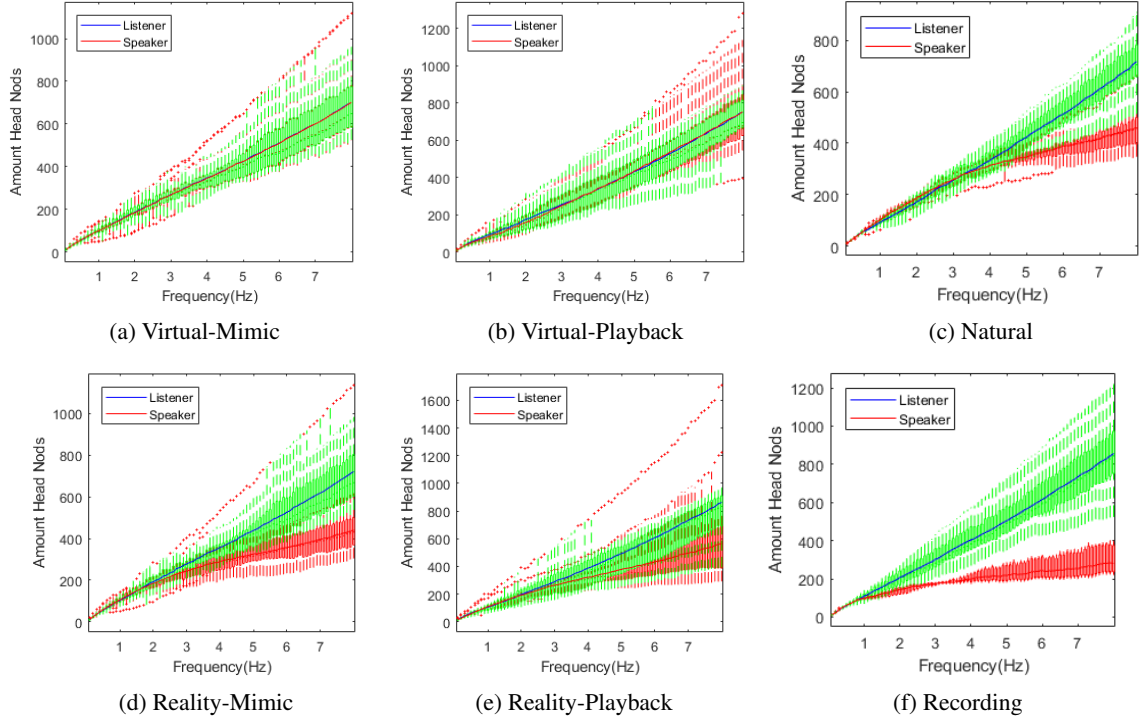 Listener
Speaker
1000
800
600
400
200
0
Amount Head Nods
1 2 3 4 5 6 7
Frequency(Hz)
(a) Virtual-Mimic
Listener
Speaker
1400
1200
1000
800
600
400
200
0
Amount Head Nods
1 2 3 4 5 6 7
Frequency(Hz)
(b) Virtual-Playback
Listener
Speaker
800
600
400
200
0
Amount Head Nods
1 2 3 4 5 6 7
Frequency(Hz)
(c) Natural
Listener
Speaker
1000
800
600
400
200
0
Amount Head Nods
1 2 3 4 5 6 7
Frequency(Hz)
(d) Reality-Mimic
Listener
Speaker
1600
1400
1200
1000
800
600
400
200
0
Amount Head Nods
1 2 3 4 5 6 7
Frequency(Hz)
(e) Reality-Playback
Listener
Speaker
1200
1000
800
600
400
200
0
Amount Head Nods
1 2 3 4 5 6 7
Frequency(Hz)
(f) Recording